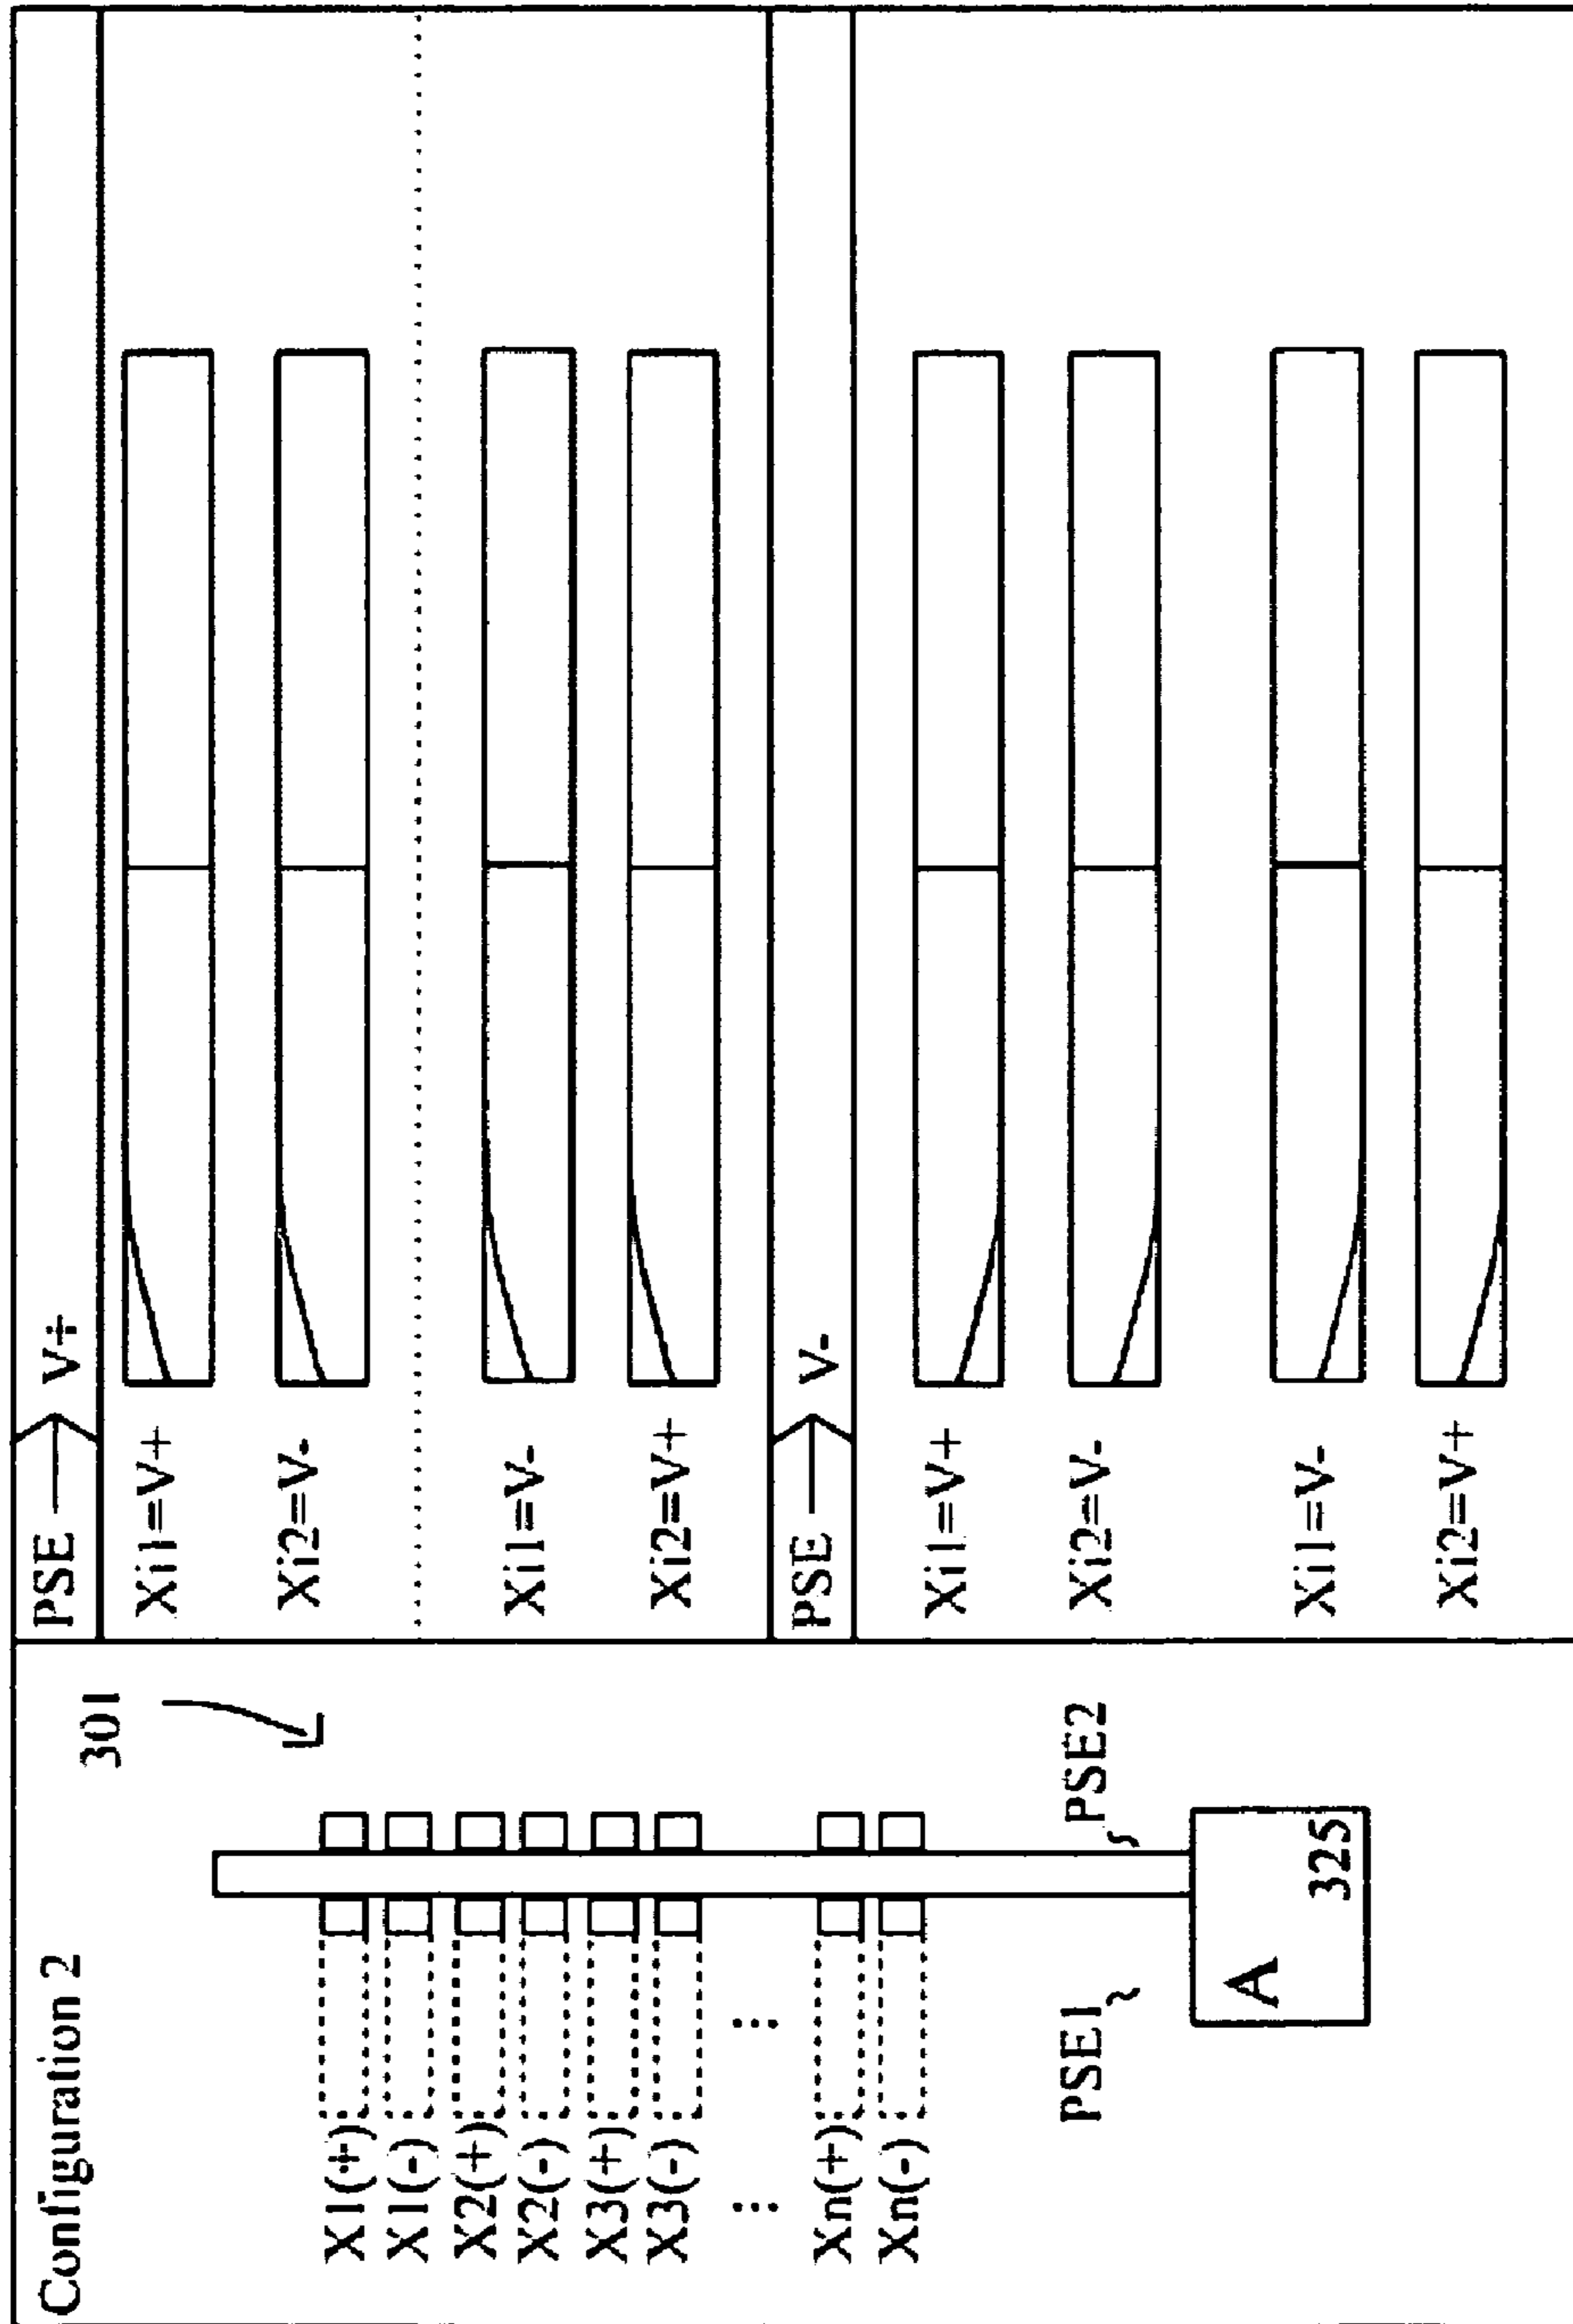 Configuration 2
301
X1(+)
X1(-)
X2(+)
X2(-)
X3(+)
X3(-)
Xn(+)
Xn(-)
PSE1
PSE2
A
325
PSE → V+
Xi1=V+
Xi2=V-
Xi1=V-
Xi2=V+
PSE → V-
Xi1=V+
Xi2=V-
Xi1=V-
Xi2=V+